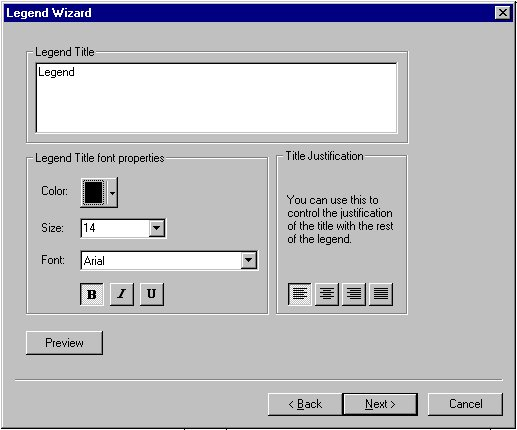 Legend Wizard
Legend Title
Legend
Legend Title font properties
Color:
Size: 14
Font: Arial
B I U
Title Justification
You can use this to
control the justification
of the title with the rest
of the legend.
Preview
< Back Next > Cancel